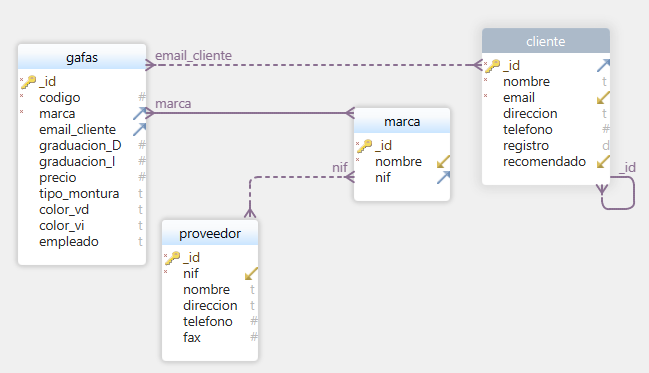 gafas
_id
codigo #
marca
email_cliente
graduacion_D #
graduacion_I #
precio #
tipo_montura t
color_vd t
color_vi t
empleado t
email_cliente
marca
cliente
_id
nombre t
email
direccion t
telefono #
registro d
recomendado
_id
marca
_id
nombre
nif
nif
proveedor
_id
nif
nombre t
direccion t
telefono #
fax #